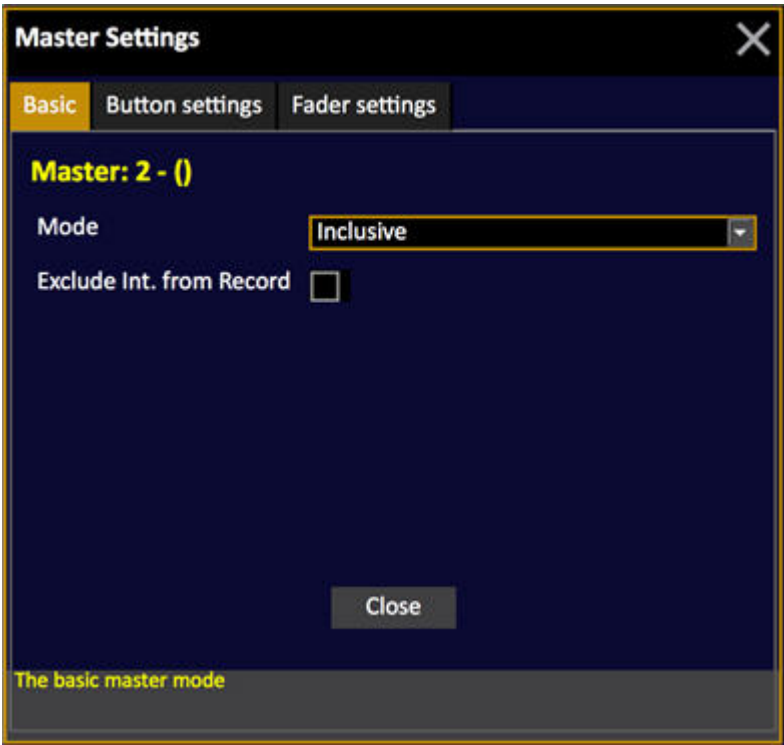 Master Settings
Basic Button settings Fader settings
Master: 2 - ()
Mode Inclusive
Exclude Int. from Record
Close
The basic master mode